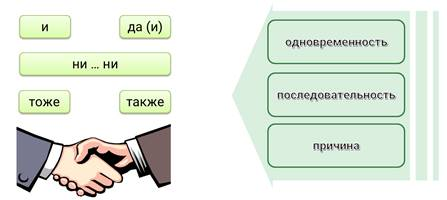 и
да (и)
ни ... ни
тоже
также
одновременность
последовательность
причина